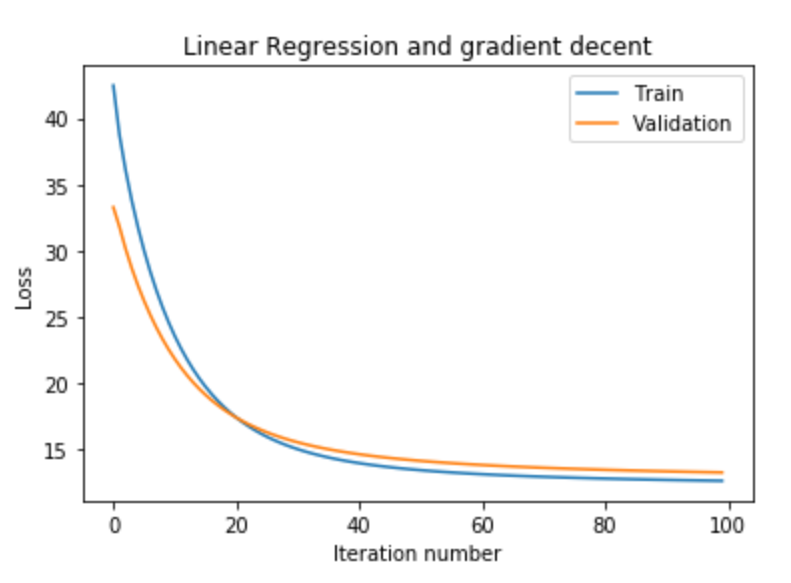 Linear Regression and gradient decent
Train
Validation
40
35
30
25
20
15
Loss
0 20 40 60 80 100
Iteration number